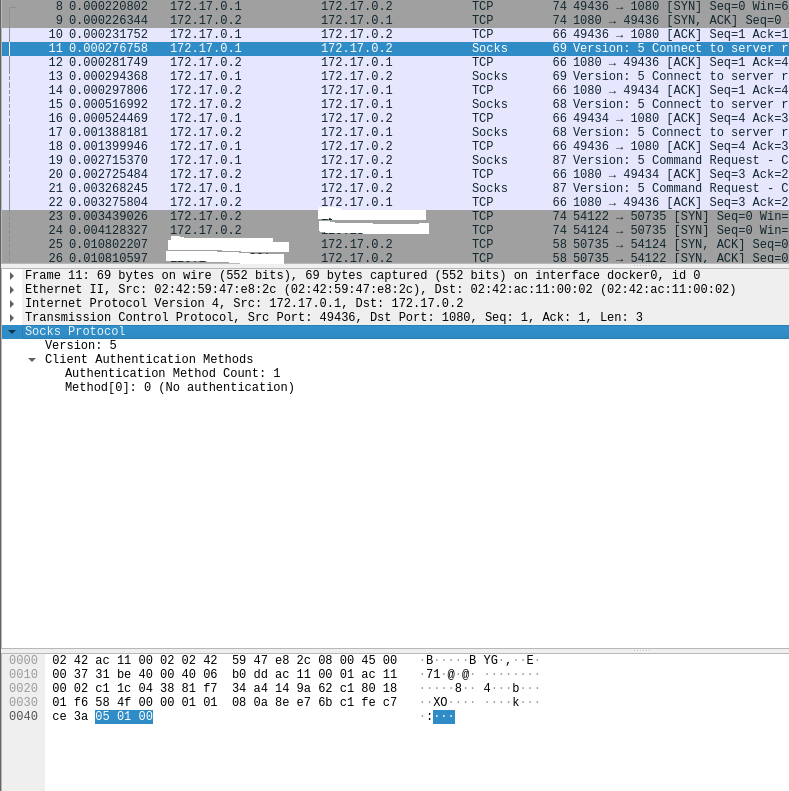 8 0.000220802 172.17.0.1 172.17.0.2 TCP 74 49436 → 1080 [SYN] Seq=0 Win=6
9 0.000226344 172.17.0.2 172.17.0.1 TCP 74 1080 → 49436 [SYN, ACK] Seq=0
10 0.000231752 172.17.0.1 172.17.0.2 TCP 66 49436 → 1080 [ACK] Seq=1 Ack=1
11 0.000276758 172.17.0.1 172.17.0.2 Socks 69 Version: 5 Connect to server r
12 0.000281749 172.17.0.2 172.17.0.1 TCP 66 1080 → 49436 [ACK] Seq=1 Ack=4
13 0.000294368 172.17.0.1 172.17.0.2 Socks 69 Version: 5 Connect to server r
14 0.000297806 172.17.0.2 172.17.0.1 TCP 66 1080 → 49434 [ACK] Seq=1 Ack=4
15 0.000516992 172.17.0.2 172.17.0.1 Socks 68 Version: 5 Connect to server r
16 0.000524469 172.17.0.1 172.17.0.2 TCP 66 49434 → 1080 [ACK] Seq=4 Ack=3
17 0.001388181 172.17.0.2 172.17.0.1 Socks 68 Version: 5 Connect to server r
18 0.001399946 172.17.0.1 172.17.0.2 TCP 66 49436 → 1080 [ACK] Seq=4 Ack=3
19 0.002715370 172.17.0.1 172.17.0.2 Socks 87 Version: 5 Command Request - C
20 0.002725484 172.17.0.2 172.17.0.1 TCP 66 1080 → 49434 [ACK] Seq=3 Ack=2
21 0.003268245 172.17.0.1 172.17.0.2 Socks 87 Version: 5 Command Request - C
22 0.003275804 172.17.0.2 172.17.0.1 TCP 66 1080 → 49436 [ACK] Seq=3 Ack=2
23 0.003439026 172.17.0.2 TCP 74 54122 → 50735 [SYN] Seq=0 Win=
24 0.004128327 172.17.0.2 TCP 74 54124 → 50735 [SYN] Seq=0 Win=
25 0.010802207 172.17.0.2 TCP 58 50735 → 54124 [SYN, ACK] Seq=0
26 0.010810597 172.17.0.2 TCP 58 50735 → 54122 [SYN, ACK] Seq=0
Frame 11: 69 bytes on wire (552 bits), 69 bytes captured (552 bits) on interface docker0, id 0
Ethernet II, Src: 02:42:59:47:e8:2c (02:42:59:47:e8:2c), Dst: 02:42:ac:11:00:02 (02:42:ac:11:00:02)
Internet Protocol Version 4, Src: 172.17.0.1, Dst: 172.17.0.2
Transmission Control Protocol, Src Port: 49436, Dst Port: 1080, Seq: 1, Ack: 1, Len: 3
Socks Protocol
Version: 5
Client Authentication Methods
Authentication Method Count: 1
Method[0]: 0 (No authentication)
0000 02 42 ac 11 00 02 02 42 59 47 e8 2c 08 00 45 00 ·B·····B YG·,··E·
0010 00 37 31 be 40 00 40 06 b0 dd ac 11 00 01 ac 11 ·71·@·@· ········
0020 00 02 c1 1c 04 38 81 f7 34 a4 14 9a 62 c1 80 18 ·····8·· 4···b···
0030 01 f6 58 4f 00 00 01 01 08 0a 8e e7 6b c1 fe c7 ··XO···· ····k···
0040 ce 3a 05 01 00 ·:···